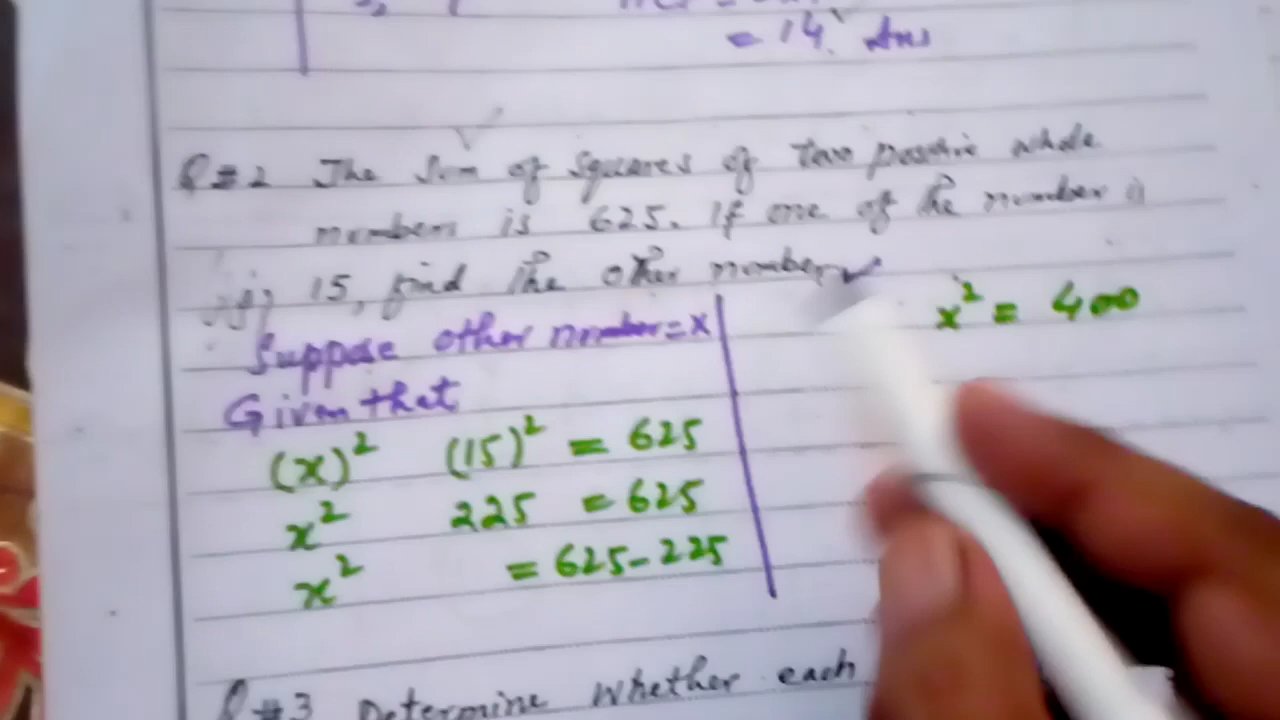 = 14. Ans
Q#2 The Sum of Squares of two positive whole
numbers is 625. If one of the number is
15, find the other number
Suppose other number = x
Given that
(x)² (15)² = 625
x² 225 = 625
x² = 625 - 225
x² = 400
Q#3 Determine whether each